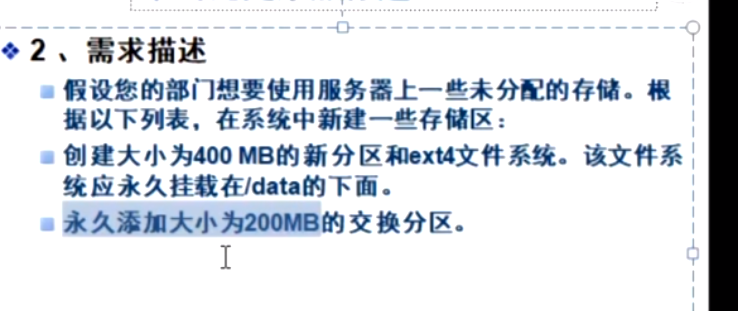 2、需求描述
假设您的部门想要使用服务器上一些未分配的存储。根
据以下列表，在系统中新建一些存储区：
创建大小为400 MB的新分区和ext4文件系统。该文件系
统应永久挂载在/data的下面。
永久添加大小为200MB的交换分区。